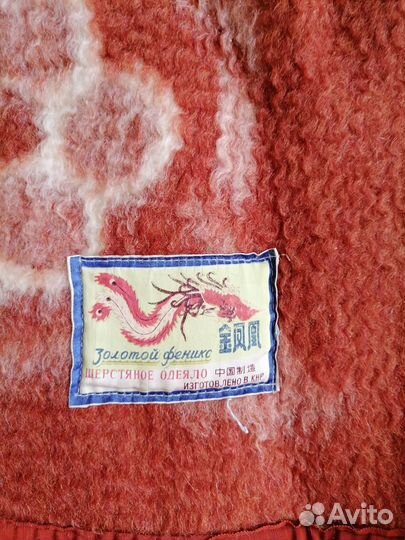 金凤凰
Золотой феникс
ШЕРСТЯНОЕ ОДЕЯЛО 中国制造
ИЗГОТОВЛЕНО В КНР
Avito